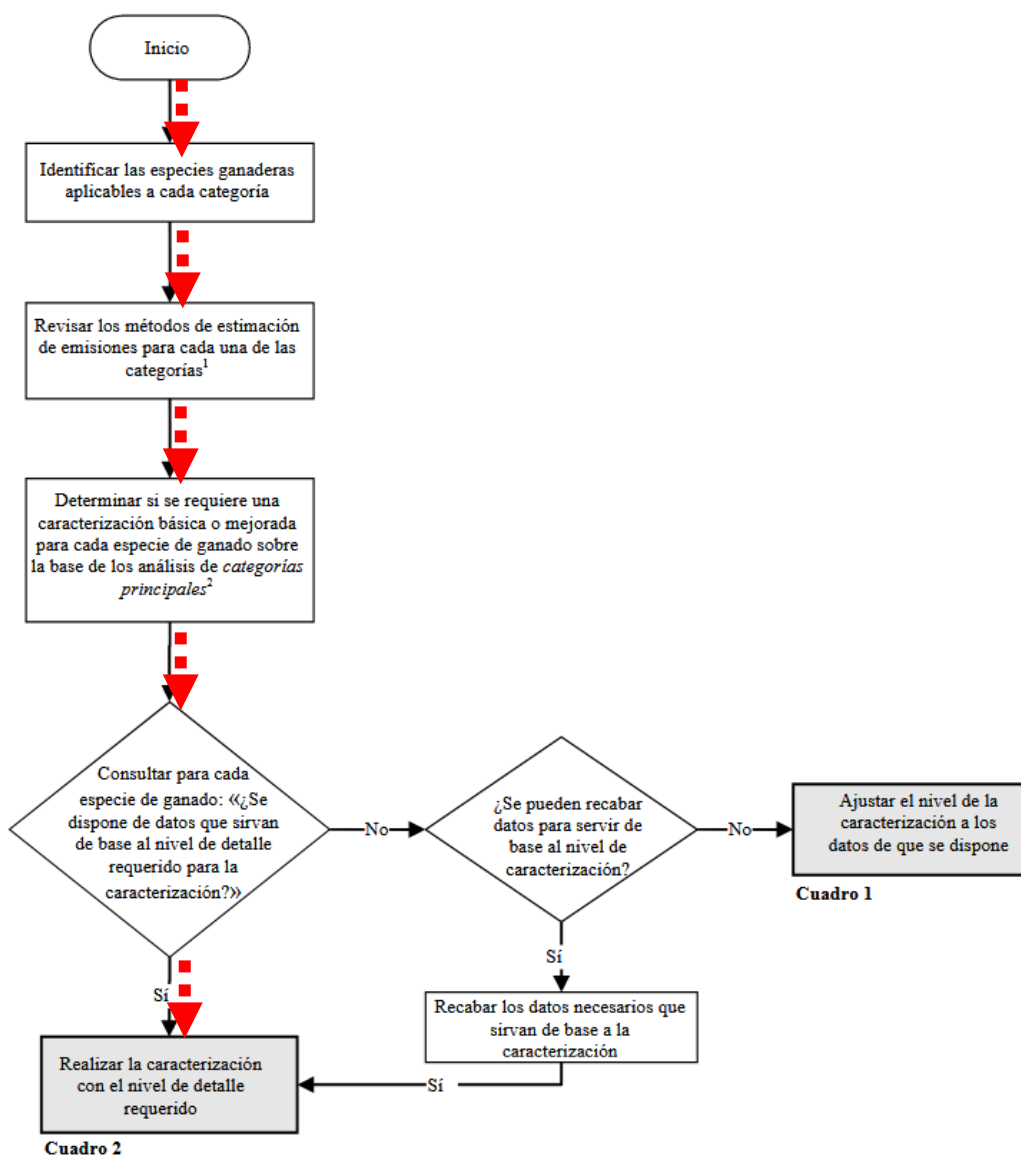 Inicio
Identificar las especies ganaderas
aplicables a cada categoría
Revisar los métodos de estimación
de emisiones para cada una de las
categorías1
Determinar si se requiere una
caracterización básica o mejorada
para cada especie de ganado sobre
la base de los análisis de categorías
principales2
Consultar para cada
especie de ganado: «¿Se
dispone de datos que sirvan
de base al nivel de detalle
requerido para la
caracterización?»
No
¿Se pueden recabar
datos para servir de
base al nivel de
caracterización?
No
Ajustar el nivel de la
caracterización a los
datos de que se dispone
Cuadro 1
Sí
Recabar los datos necesarios que
sirvan de base a la
caracterización
Sí
Sí
Realizar la caracterización
con el nivel de detalle
requerido
Cuadro 2